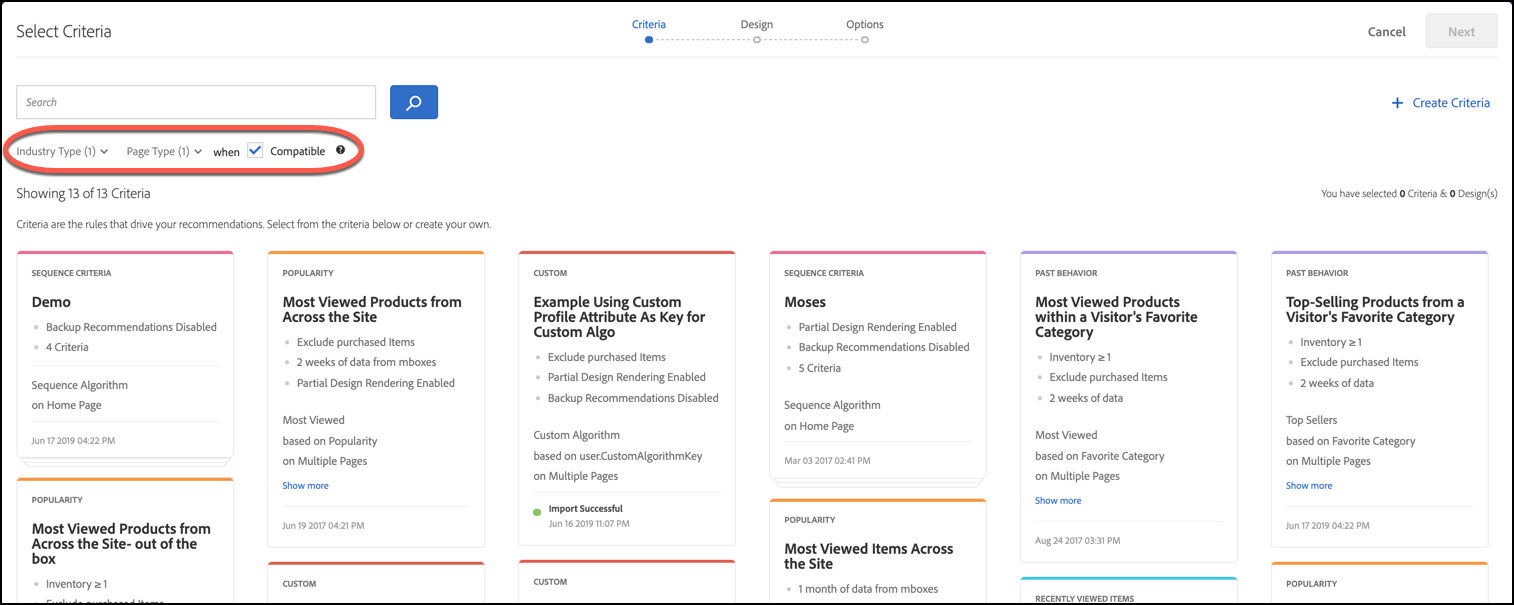 Select Criteria
Criteria
Design
Options
Cancel
Next
Search
+ Create Criteria
Industry Type (1)
Page Type (1)
when
Compatible
?
Showing 13 of 13 Criteria
You have selected 0 Criteria & 0 Design(s)
Criteria are the rules that drive your recommendations. Select from the criteria below or create your own.
SEQUENCE CRITERIA
Demo
Backup Recommendations Disabled
4 Criteria
Sequence Algorithm
on Home Page
Jun 17 2019 04:22 PM
POPULARITY
Most Viewed Products from
Across the Site- out of the
box
Inventory ≥ 1
Exclude purchased Items
POPULARITY
Most Viewed Products from
Across the Site
Exclude purchased Items
2 weeks of data from mboxes
Partial Design Rendering Enabled
Most Viewed
based on Popularity
on Multiple Pages
Show more
Jun 19 2017 04:21 PM
CUSTOM
CUSTOM
Example Using Custom
Profile Attribute As Key for
Custom Algo
Exclude purchased Items
Partial Design Rendering Enabled
Backup Recommendations Disabled
Custom Algorithm
based on user.CustomAlgorithmKey
on Multiple Pages
Import Successful
Jun 16 2019 11:07 PM
CUSTOM
SEQUENCE CRITERIA
Moses
Partial Design Rendering Enabled
Backup Recommendations Disabled
5 Criteria
Sequence Algorithm
on Home Page
Mar 03 2017 02:41 PM
POPULARITY
Most Viewed Items Across
the Site
1 month of data from mboxes
PAST BEHAVIOR
Most Viewed Products
within a Visitor's Favorite
Category
Inventory ≥ 1
Exclude purchased Items
2 weeks of data
Most Viewed
based on Favorite Category
on Multiple Pages
Show more
Aug 24 2017 03:31 PM
RECENTLY VIEWED ITEMS
PAST BEHAVIOR
Top-Selling Products from a
Visitor's Favorite Category
Inventory ≥ 1
Exclude purchased Items
2 weeks of data
Top Sellers
based on Favorite Category
on Multiple Pages
Show more
Jun 17 2019 04:22 PM
POPULARITY